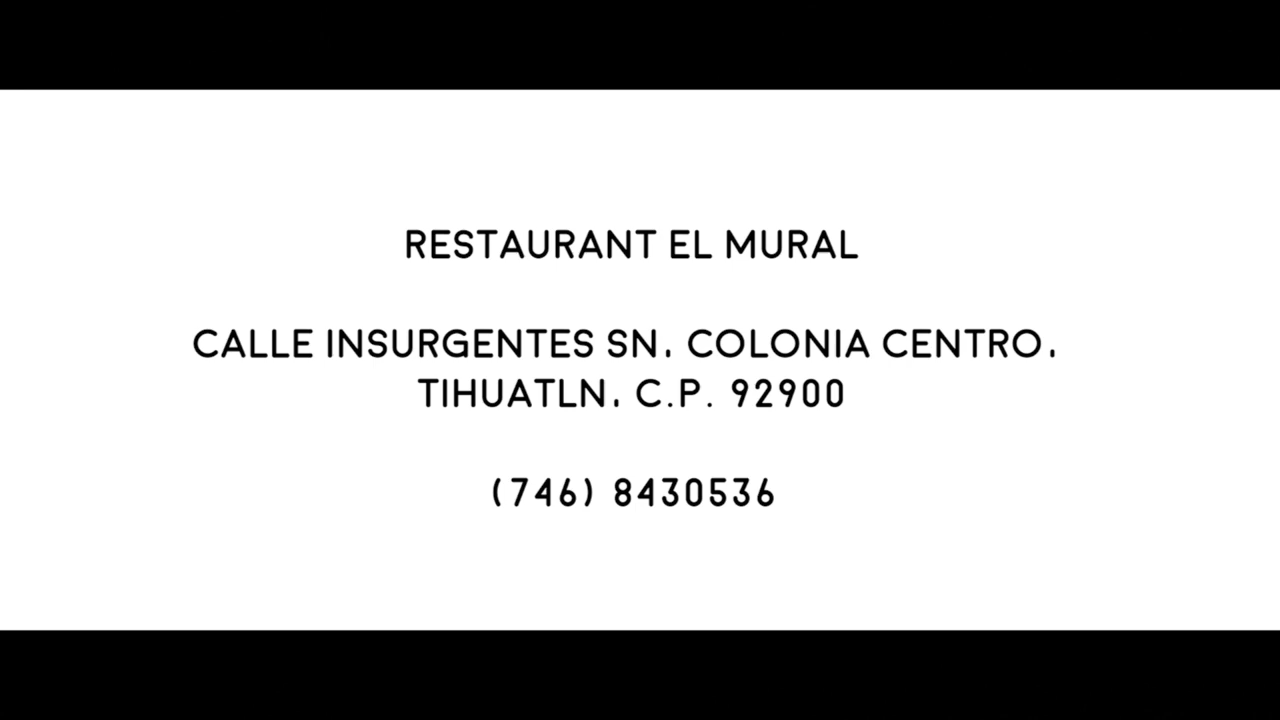 RESTAURANT EL MURAL
CALLE INSURGENTES SN, COLONIA CENTRO,
TIHUATLN, C.P. 92900
(746) 8430536